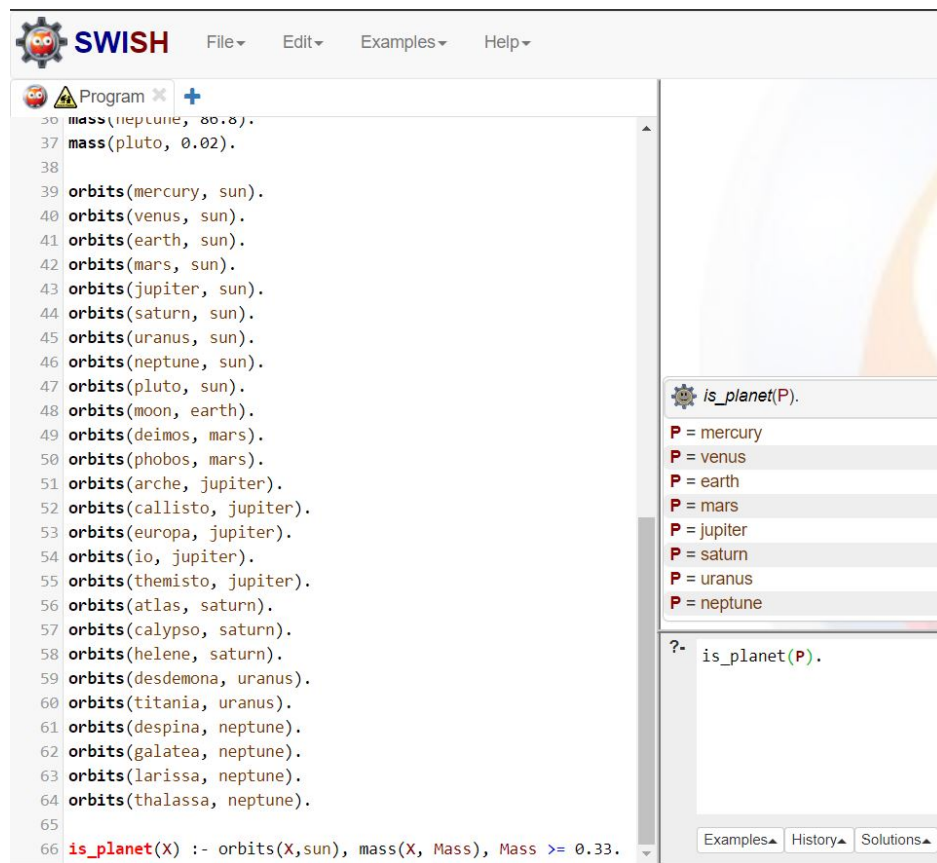 SWISH File Edit Examples Help
Program
36 mass(neptune, 86.8).
37 mass(pluto, 0.02).
38
39 orbits(mercury, sun).
40 orbits(venus, sun).
41 orbits(earth, sun).
42 orbits(mars, sun).
43 orbits(jupiter, sun).
44 orbits(saturn, sun).
45 orbits(uranus, sun).
46 orbits(neptune, sun).
47 orbits(pluto, sun).
48 orbits(moon, earth).
49 orbits(deimos, mars).
50 orbits(phobos, mars).
51 orbits(arche, jupiter).
52 orbits(callisto, jupiter).
53 orbits(europa, jupiter).
54 orbits(io, jupiter).
55 orbits(themisto, jupiter).
56 orbits(atlas, saturn).
57 orbits(calypso, saturn).
58 orbits(helene, saturn).
59 orbits(desdemona, uranus).
60 orbits(titania, uranus).
61 orbits(despina, neptune).
62 orbits(galatea, neptune).
63 orbits(larissa, neptune).
64 orbits(thalassa, neptune).
65
66 is_planet(X) :- orbits(X,sun), mass(X, Mass), Mass >= 0.33.
is_planet(P).
P = mercury
P = venus
P = earth
P = mars
P = jupiter
P = saturn
P = uranus
P = neptune
?- is_planet(P).
Examples History Solutions